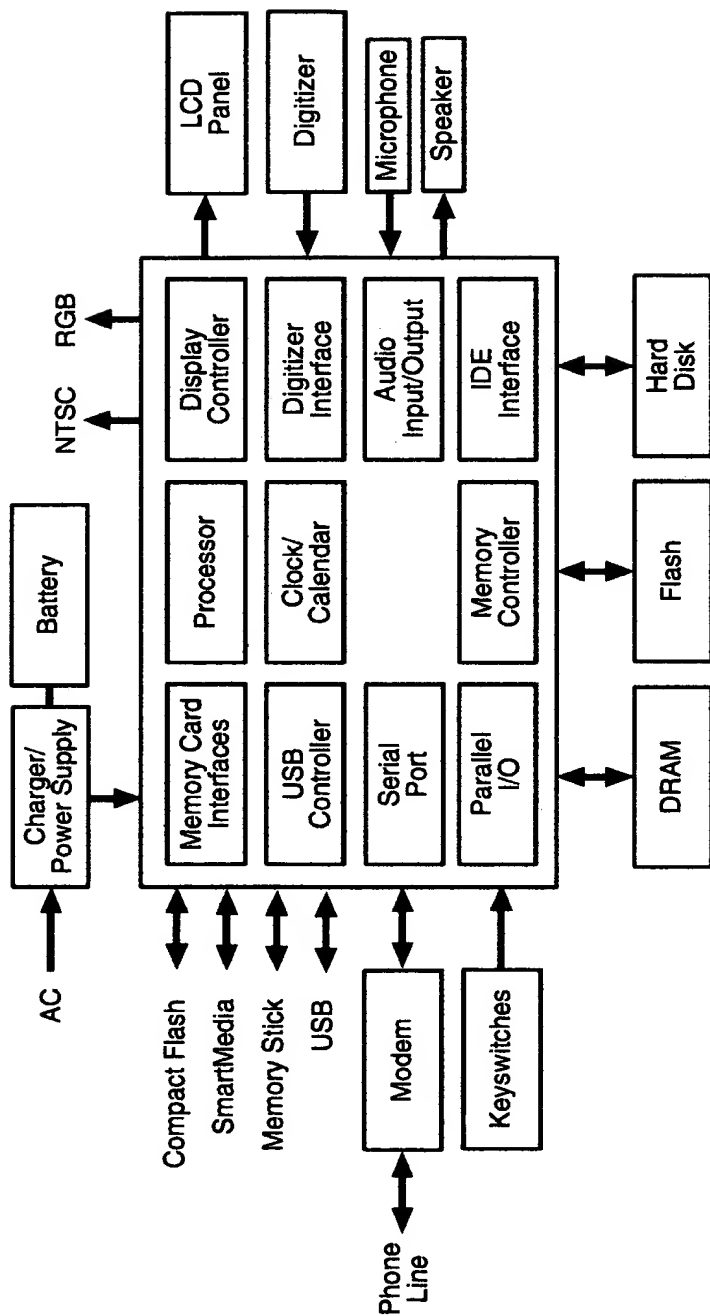 AC
Charger/
Power Supply
Battery
NTSC
RGB
Compact Flash
SmartMedia
Memory Stick
USB
Phone
Line
Modem
Keyswitches
Memory Card
Interfaces
Processor
Display
Controller
USB
Controller
Clock/
Calendar
Digitizer
Interface
Serial
Port
Audio
Input/Output
Parallel
I/O
Memory
Controller
IDE
Interface
LCD
Panel
Digitizer
Microphone
Speaker
DRAM
Flash
Hard
Disk